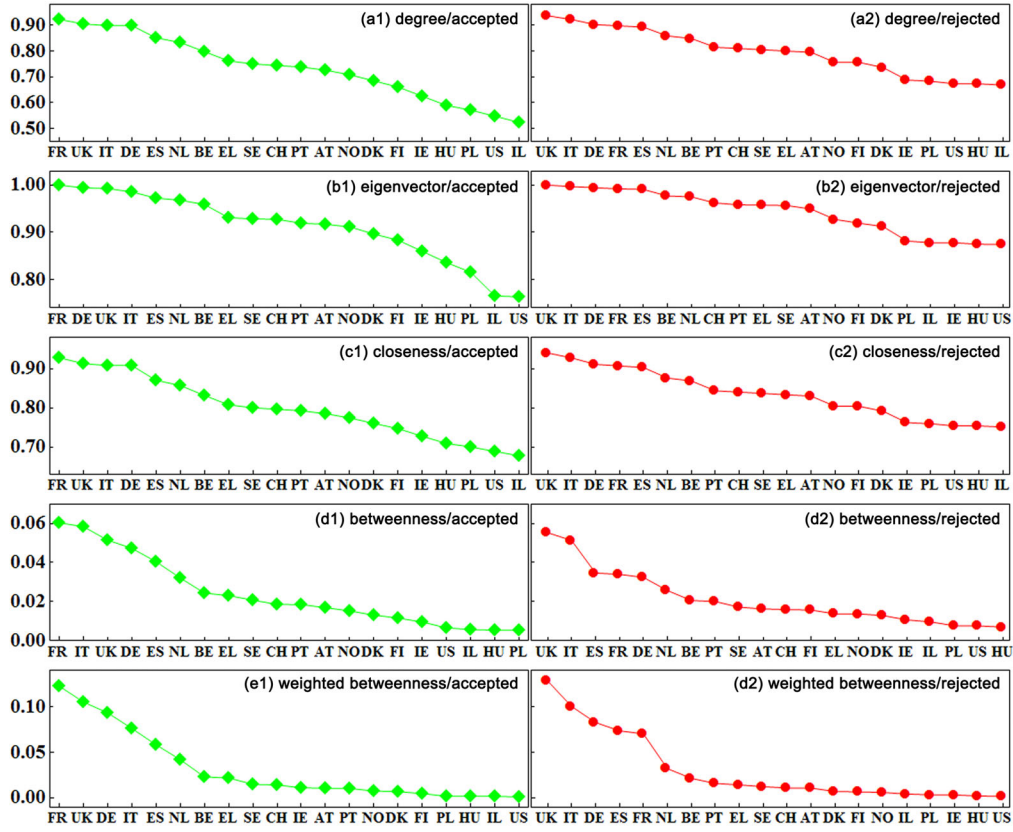 (a1) degree/accepted
0.90
0.80
0.70
0.60
0.50
FR UK IT DE ES NL BE EL SE CH PT AT NO DK FI IE HU PL US IL
(a2) degree/rejected
UK IT DE FR ES NL BE PT CH SE EL AT NO FI DK IE PL US HU IL
(b1) eigenvector/accepted
1.00
0.90
0.80
FR DE UK IT ES NL BE EL SE CH PT AT NO DK FI IE HU PL IL US
(b2) eigenvector/rejected
UK IT DE FR ES BE NL CH PT EL SE AT NO FI DK PL IL IE HU US
(c1) closeness/accepted
0.90
0.80
0.70
FR UK IT DE ES NL BE EL SE CH PT AT NO DK FI IE HU PL US IL
(c2) closeness/rejected
UK IT DE FR ES NL BE PT CH SE EL AT NO FI DK IE PL US HU IL
(d1) betweenness/accepted
0.06
0.04
0.02
0.00
FR IT UK DE ES NL BE EL SE CH PT AT NO DK FI IE US IL HU PL
(d2) betweenness/rejected
UK IT ES FR DE NL BE PT SE AT CH FI EL NO DK IE IL PL US HU
(e1) weighted betweenness/accepted
0.10
0.05
0.00
FR UK DE IT ES NL BE EL SE CH IE AT PT NO DK FI PL HU IL US
(d2) weighted betweenness/rejected
UK IT DE ES FR NL BE PT EL SE CH AT DK FI NO IE PL IL HU US